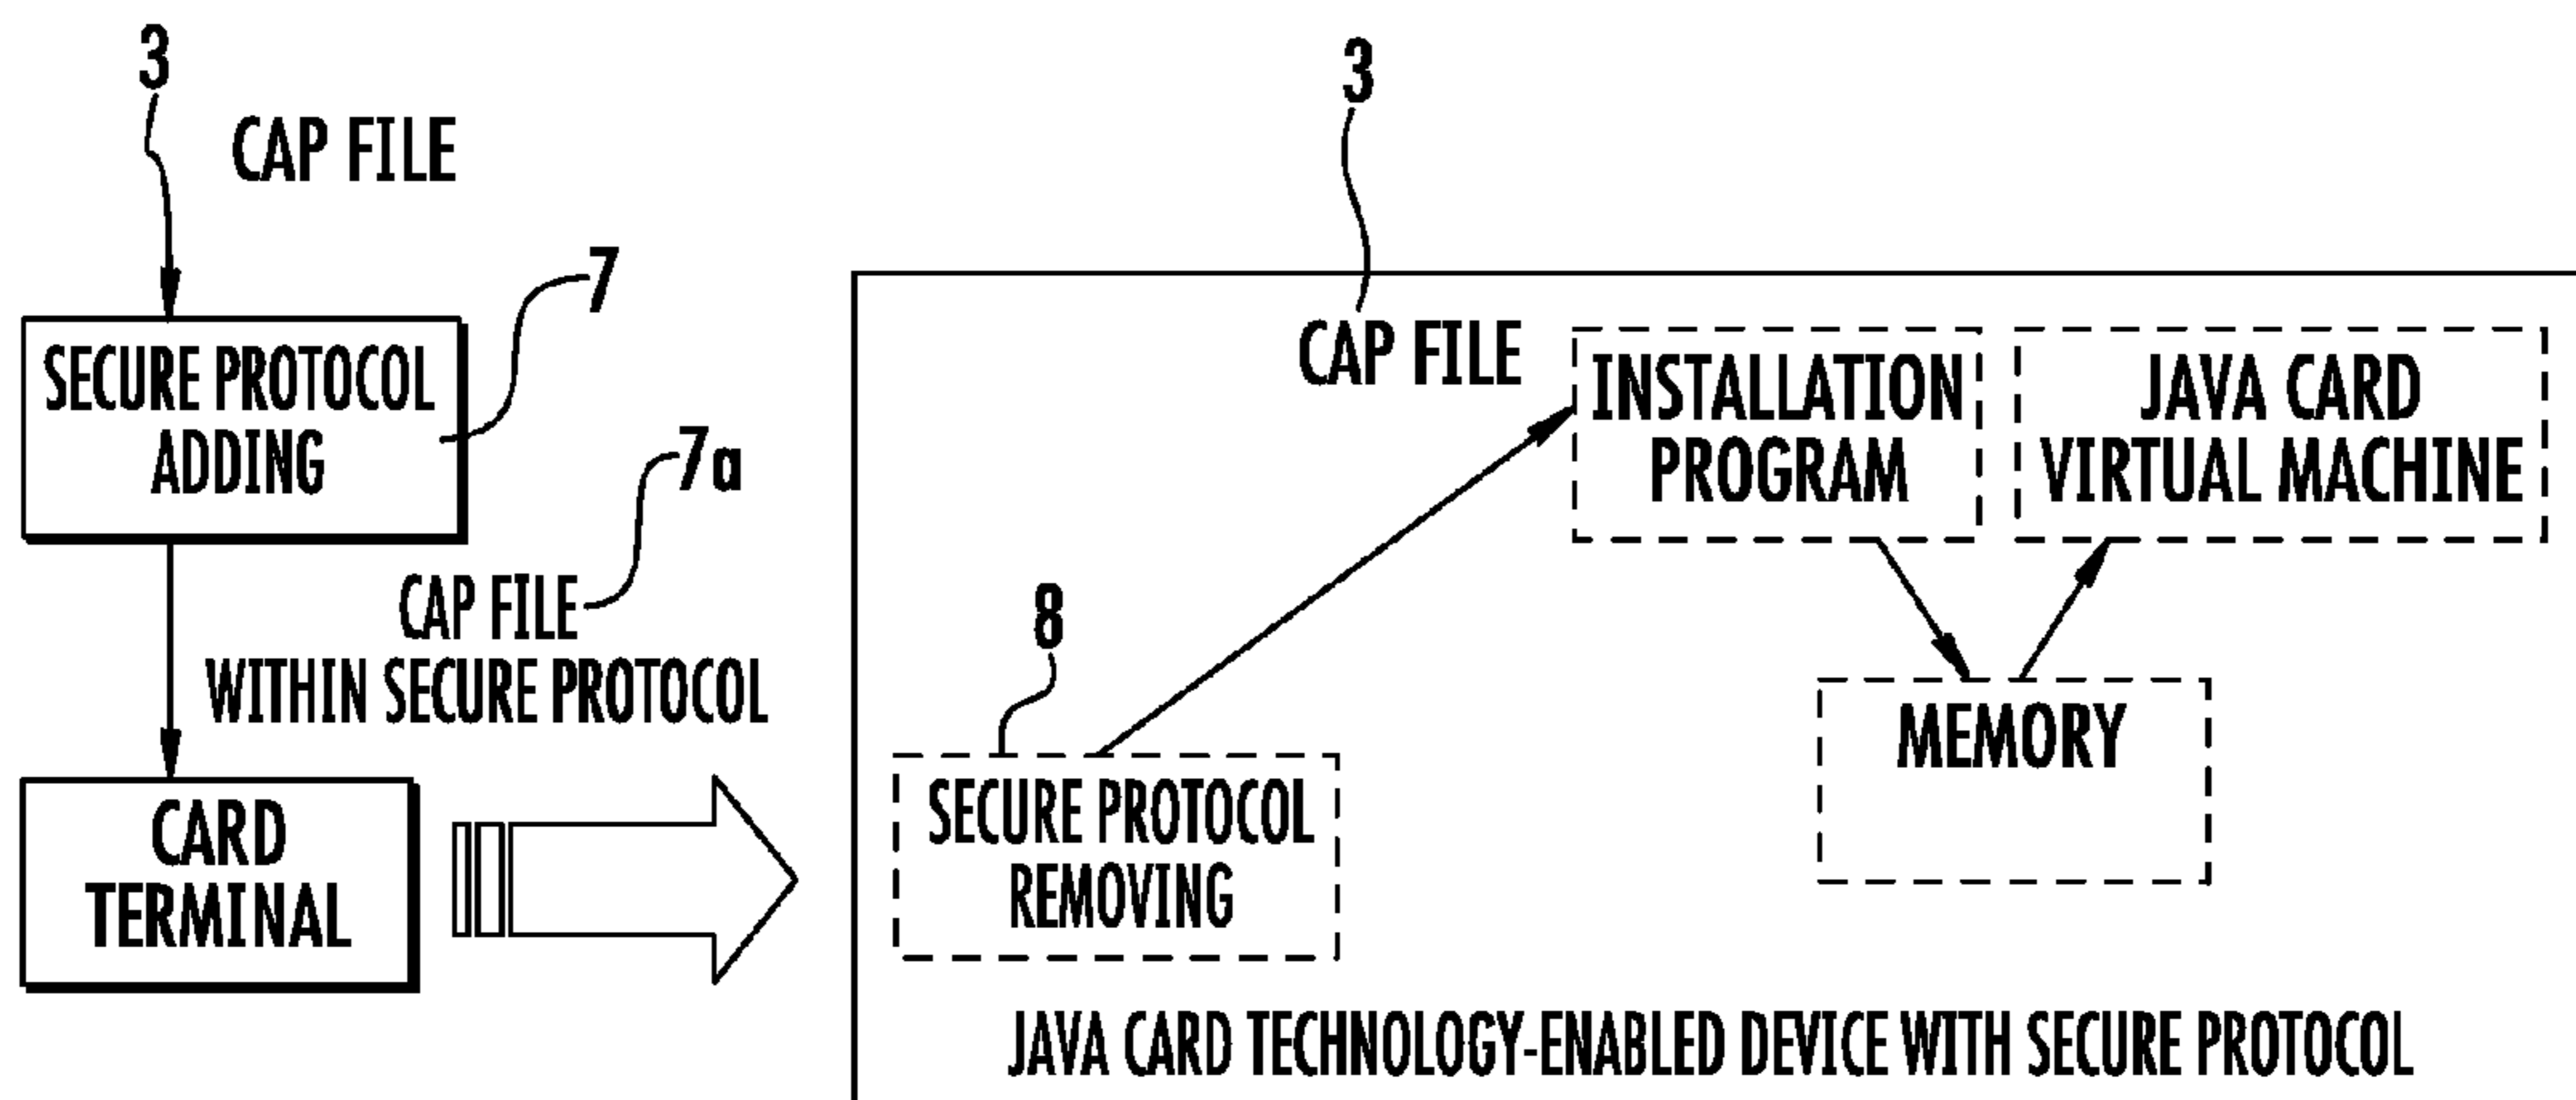 3
CAP FILE
7
SECURE PROTOCOL
ADDING
7a
CAP FILE
WITHIN SECURE PROTOCOL
CARD
TERMINAL
3
CAP FILE
INSTALLATION
PROGRAM
JAVA CARD
VIRTUAL MACHINE
8
MEMORY
SECURE PROTOCOL
REMOVING
JAVA CARD TECHNOLOGY-ENABLED DEVICE WITH SECURE PROTOCOL